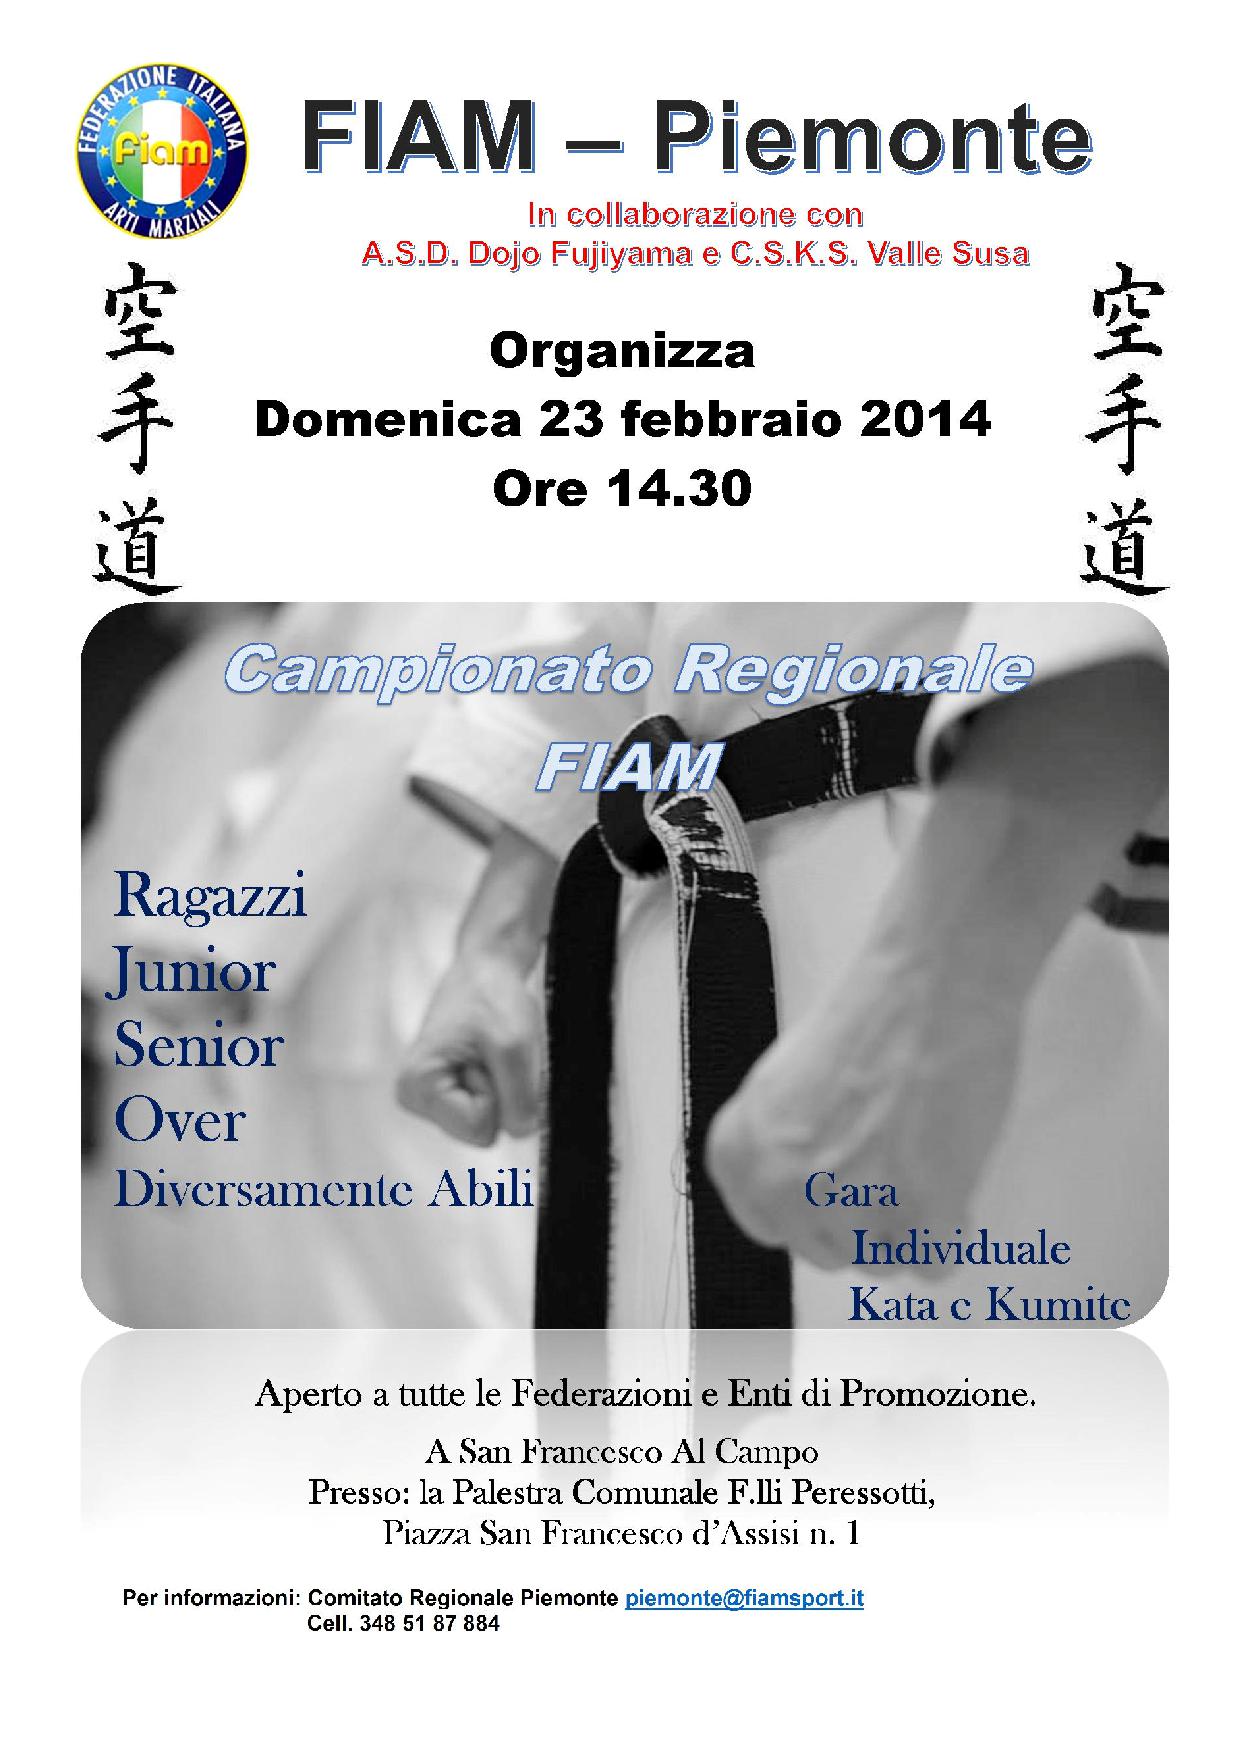 FEDERAZIONE ITALIANA
Fiam
ARTI MARZIALI
FIAM – Piemonte
In collaborazione con
A.S.D. Dojo Fujiyama e C.S.K.S. Valle Susa
空
手
道
空
手
道
Organizza
Domenica 23 febbraio 2014
Ore 14.30
Campionato Regionale
FIAM
Ragazzi
Junior
Senior
Over
Diversamente Abili
Gara
Individuale
Kata e Kumite
Aperto a tutte le Federazioni e Enti di Promozione.
A San Francesco Al Campo
Presso: la Palestra Comunale F.lli Peressotti,
Piazza San Francesco d'Assisi n. 1
Per informazioni: Comitato Regionale Piemonte piemonte@fiamsport.it
Cell. 348 51 87 884